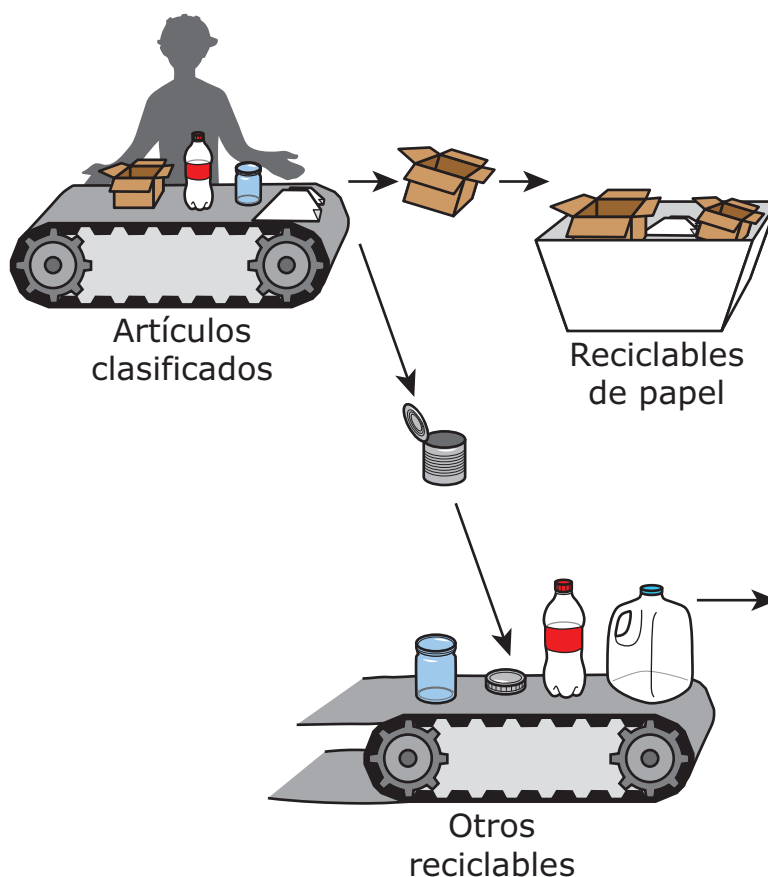 Artículos
clasificados
Reciclables
de papel
Otros
reciclables